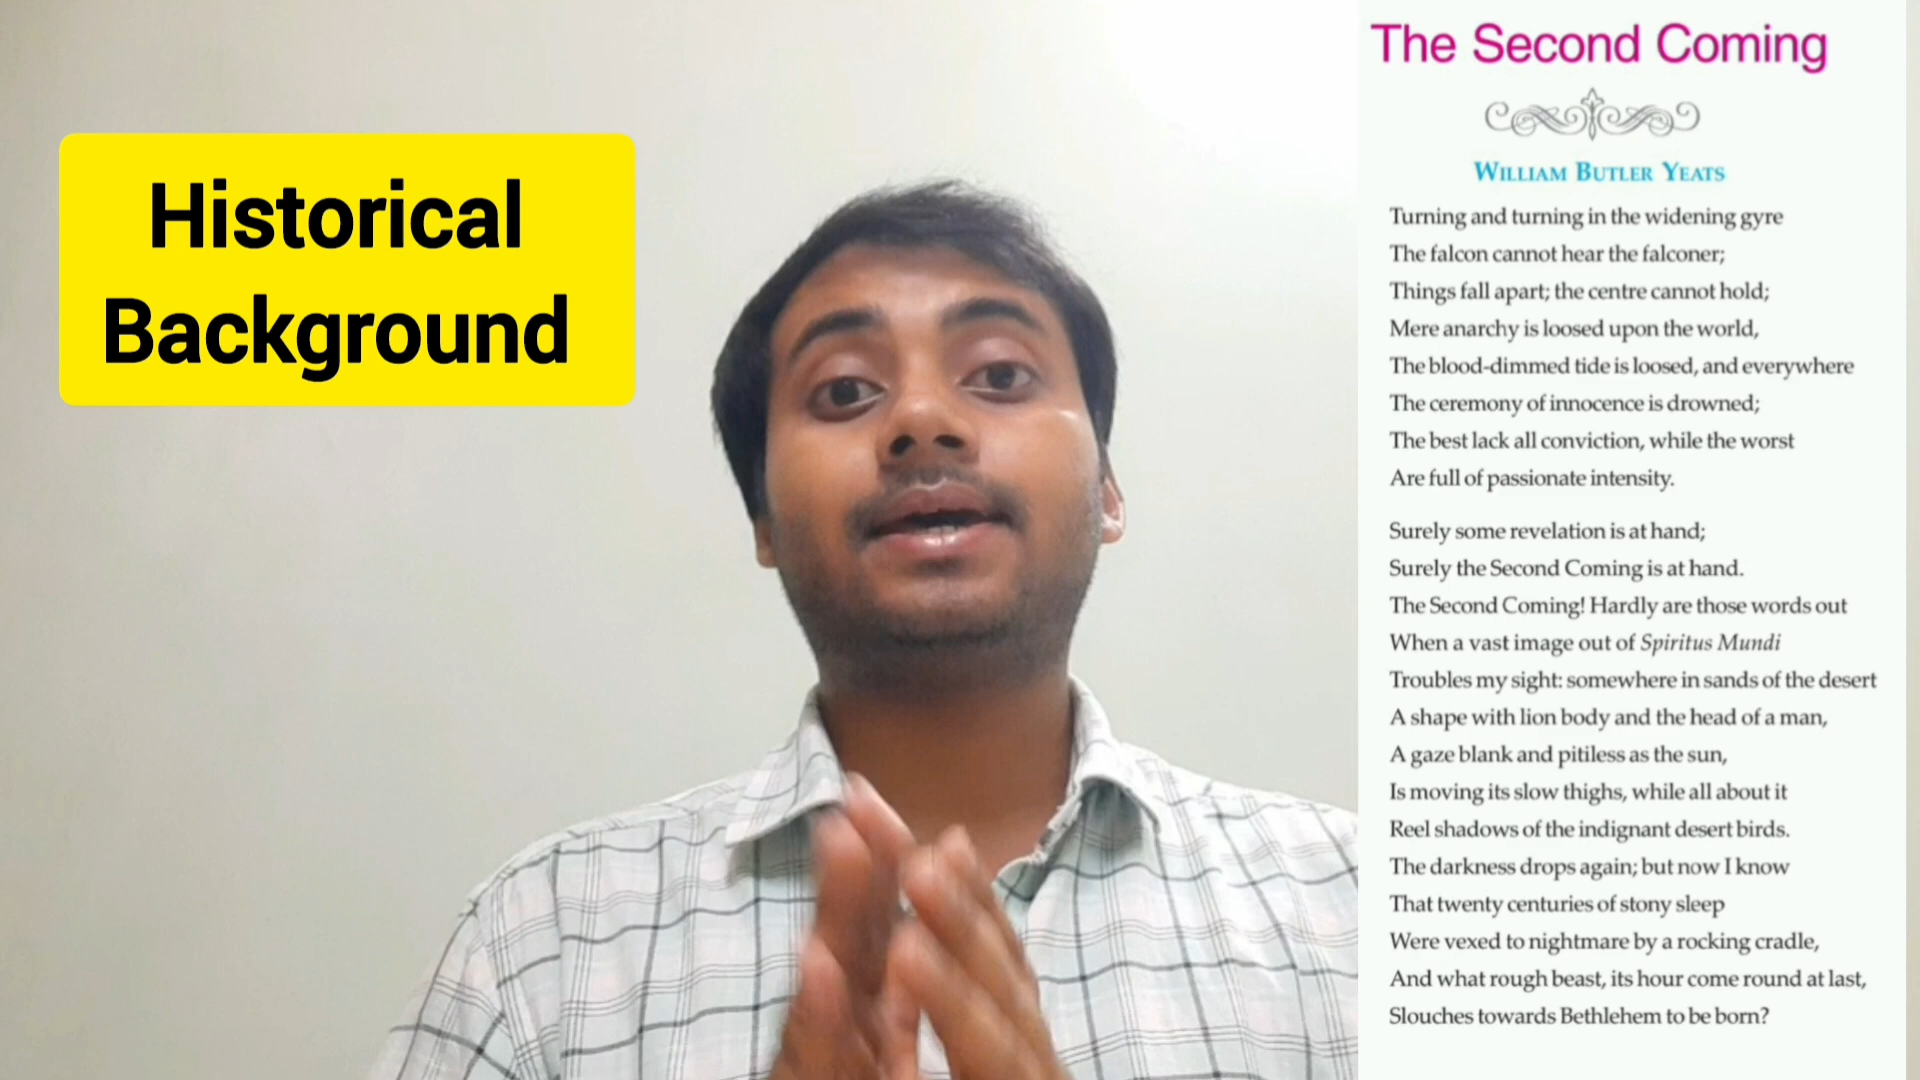 Historical
Background
The Second Coming
William Butler Yeats
Turning and turning in the widening gyre
The falcon cannot hear the falconer;
Things fall apart; the centre cannot hold;
Mere anarchy is loosed upon the world,
The blood-dimmed tide is loosed, and everywhere
The ceremony of innocence is drowned;
The best lack all conviction, while the worst
Are full of passionate intensity.
Surely some revelation is at hand;
Surely the Second Coming is at hand.
The Second Coming! Hardly are those words out
When a vast image out of Spiritus Mundi
Troubles my sight: somewhere in sands of the desert
A shape with lion body and the head of a man,
A gaze blank and pitiless as the sun,
Is moving its slow thighs, while all about it
Reel shadows of the indignant desert birds.
The darkness drops again; but now I know
That twenty centuries of stony sleep
Were vexed to nightmare by a rocking cradle,
And what rough beast, its hour come round at last,
Slouches towards Bethlehem to be born?